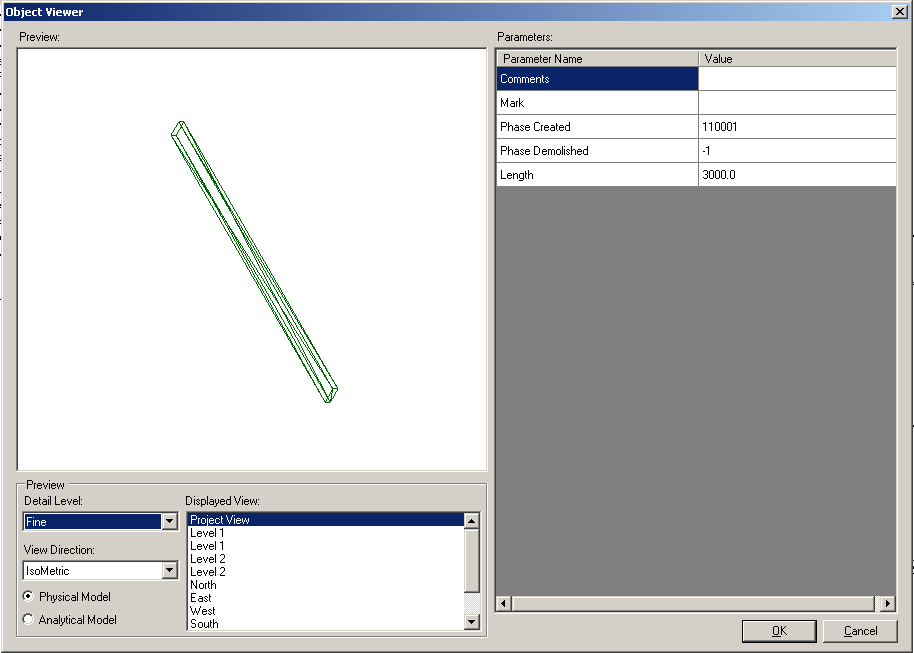 Object Viewer
Preview:
Parameters:
Parameter Name Value
Comments
Mark
Phase Created 110001
Phase Demolished -1
Length 3000.0
Preview
Detail Level:
Fine
View Direction:
IsoMetric
Physical Model
Analytical Model
Displayed View:
Project View
Level 1
Level 1
Level 2
Level 2
North
East
West
South
OK
Cancel